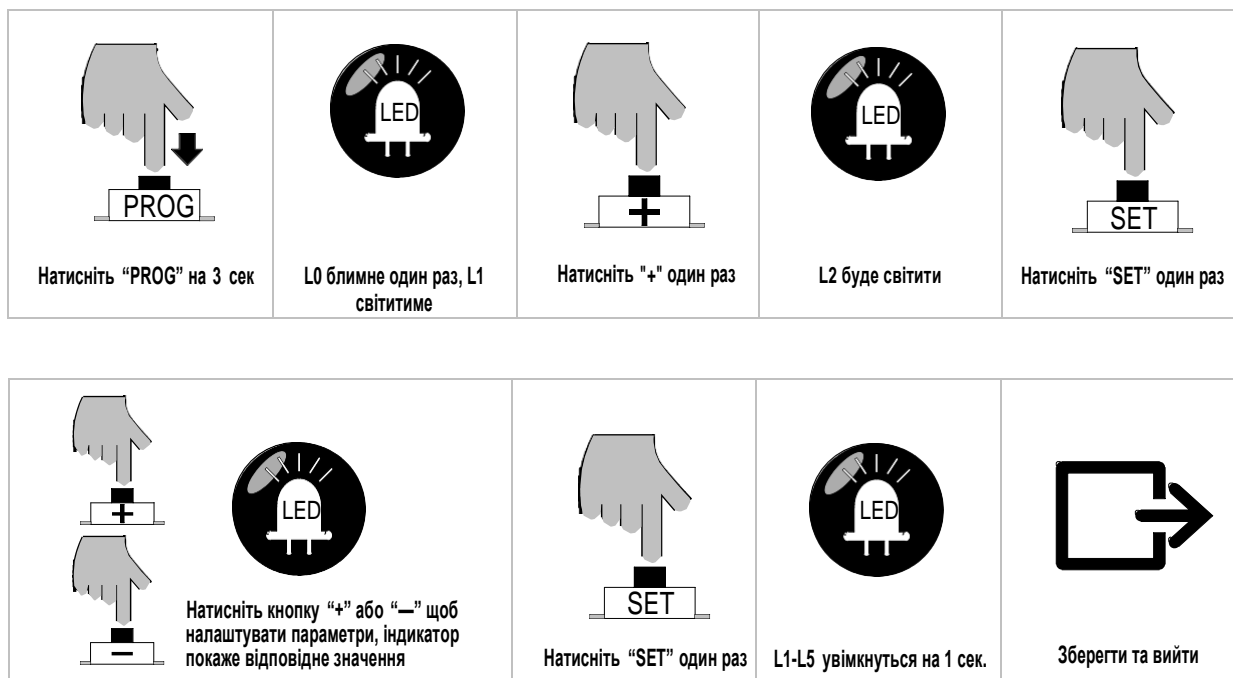 PROG
Натисніть “PROG” на 3 сек
LED
L0 блимне один раз, L1
світитиме
+
Натисніть "+" один раз
LED
L2 буде світити
SET
Натисніть “SET” один раз
+
−
LED
Натисніть кнопку “+” або “—” щоб
налаштувати параметри, індикатор
покаже відповідне значення
SET
Натисніть “SET” один раз
LED
L1-L5 увімкнуться на 1 сек.
Зберегти та вийти